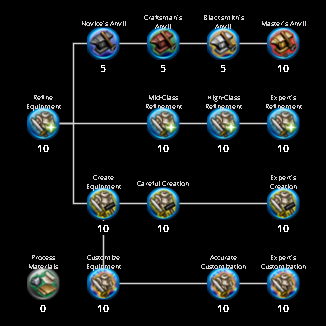 Novice's Anvil
Craftsman's Anvil
Blacksmith's Anvil
Master's Anvil
5
5
5
10
Refine Equipment
Mid-Class Refinement
High-Class Refinement
Expert's Refinement
10
10
10
10
Create Equipment
Careful Creation
Expert's Creation
10
10
10
Process Materials
Customize Equipment
Accurate Customization
Expert's Customization
0
10
10
10